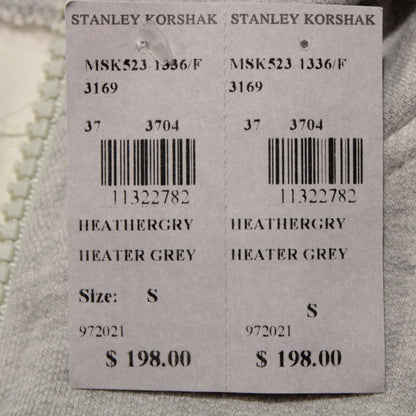 STANLEY KORSHAK
MSK523 1336/F
3169
37 3704
11322782
HEATHERGRY
HEATER GREY
Size: S
972021
$ 198.00
STANLEY KORSHAK
MSK523 1336/F
3169
37 3704
11322782
HEATHERGRY
HEATER GREY
S
972021
$ 198.00